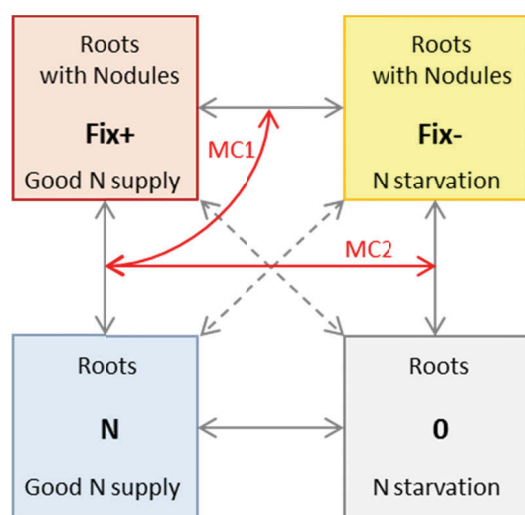 Roots
with Nodules
Fix+
Good N supply
Roots
with Nodules
Fix-
N starvation
MC1
MC2
Roots
N
Good N supply
Roots
0
N starvation